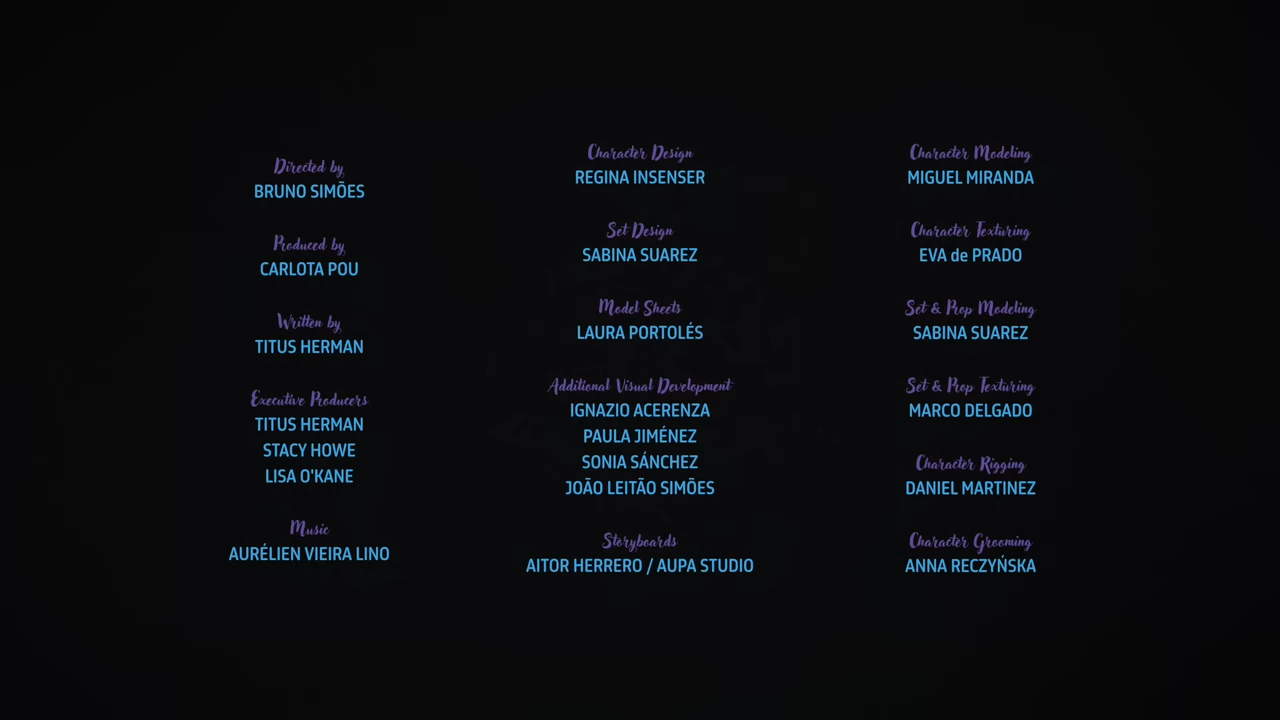 Directed by
BRUNO SIMÕES
Produced by
CARLOTA POU
Written by
TITUS HERMAN
Executive Producers
TITUS HERMAN
STACY HOWE
LISA O'KANE
Music
AURÉLIEN VIEIRA LINO
Character Design
REGINA INSENSER
Set Design
SABINA SUAREZ
Model Sheets
LAURA PORTOLÉS
Additional Visual Development
IGNAZIO ACERENZA
PAULA JIMÉNEZ
SONIA SÁNCHEZ
JOÃO LEITÃO SIMÕES
Storyboards
AITOR HERRERO / AUPA STUDIO
Character Modeling
MIGUEL MIRANDA
Character Texturing
EVA de PRADO
Set & Prop Modeling
SABINA SUAREZ
Set & Prop Texturing
MARCO DELGADO
Character Rigging
DANIEL MARTINEZ
Character Grooming
ANNA RECZYŃSKA